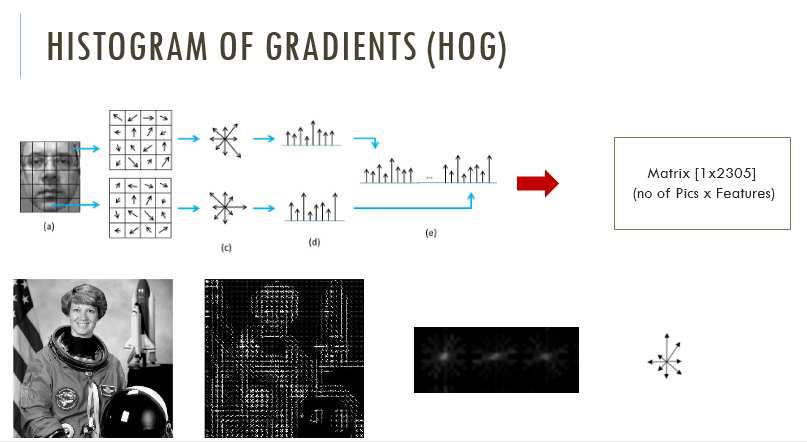 HISTOGRAM OF GRADIENTS (HOG)
(a)
(c)
(d)
...
(e)
Matrix [1x2305]
(no of Pics x Features)